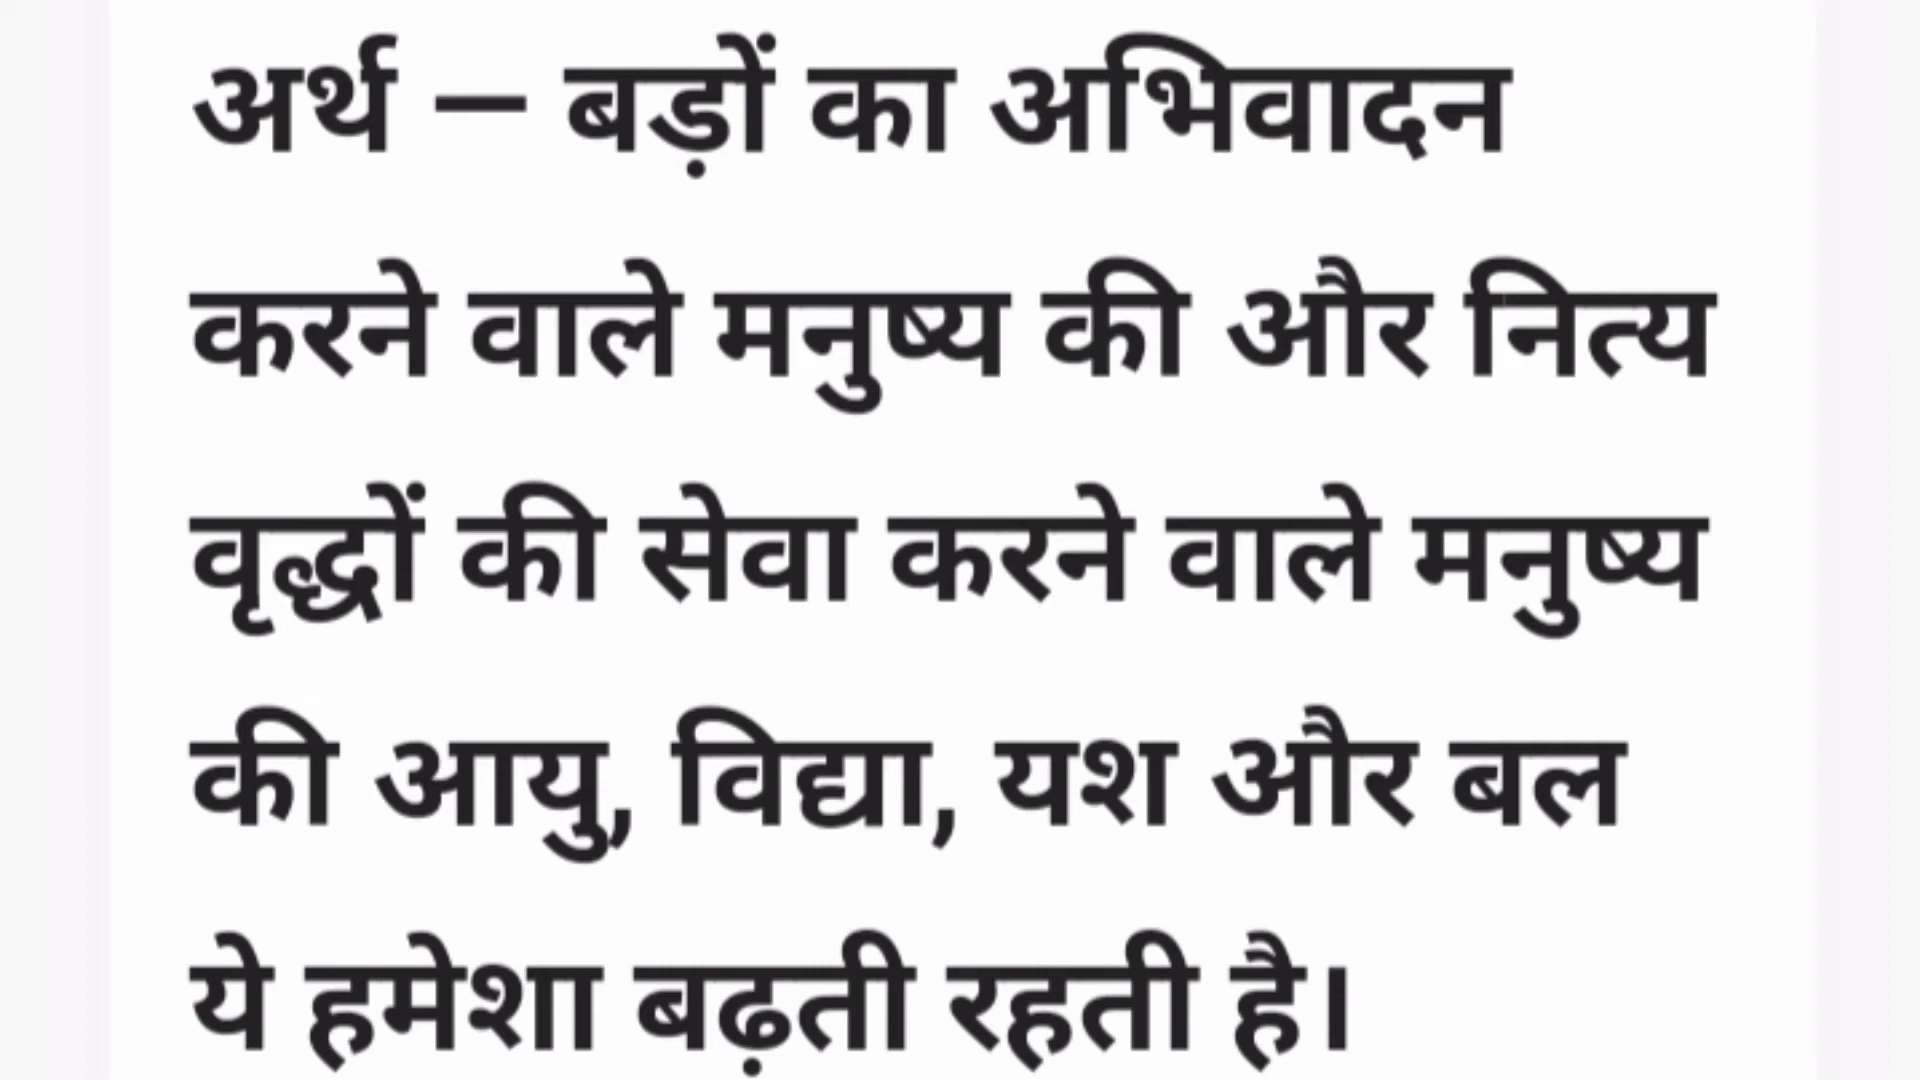 अर्थ – बड़ों का अभिवादन
करने वाले मनुष्य की और नित्य
वृद्धों की सेवा करने वाले मनुष्य
की आयु, विद्या, यश और बल
ये हमेशा बढ़ती रहती है।